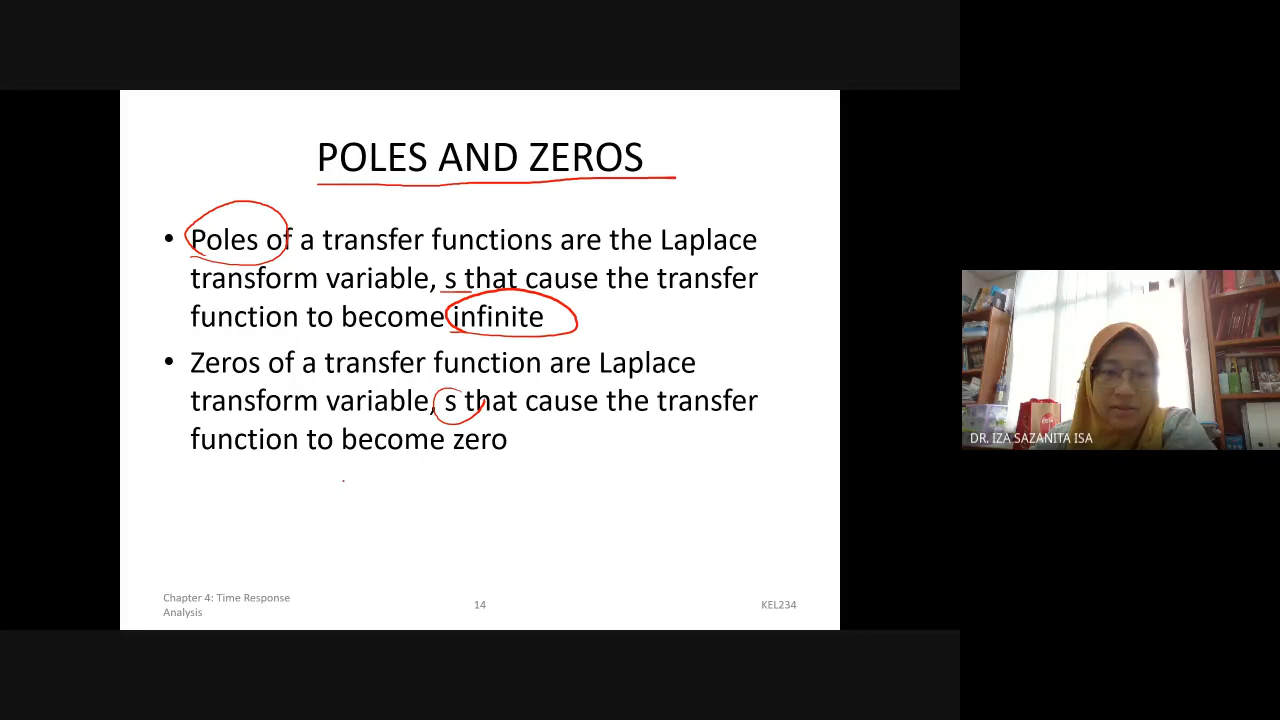 POLES AND ZEROS
• Poles of a transfer functions are the Laplace
transform variable, s that cause the transfer
function to become infinite
• Zeros of a transfer function are Laplace
transform variable, s that cause the transfer
function to become zero
Chapter 4: Time Response
Analysis
14
KEL234
DR. IZA SAZANITA ISA